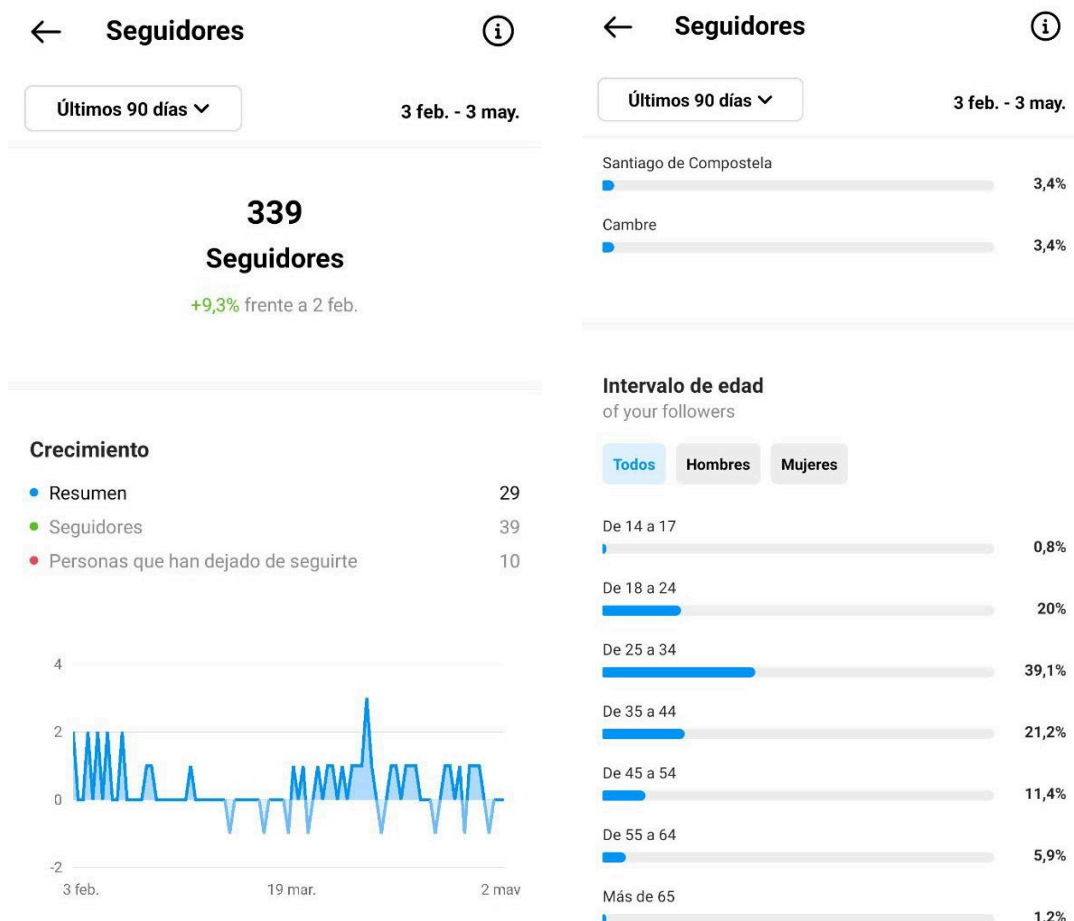 Seguidores
Últimos 90 días
3 feb. - 3 may.
339
Seguidores
+9,3% frente a 2 feb.
Crecimiento
Resumen 29
Seguidores 39
Personas que han dejado de seguirte 10
4
2
0
-2
3 feb. 19 mar. 2 may
Seguidores
Últimos 90 días
3 feb. - 3 may.
Santiago de Compostela
3,4%
Cambre
3,4%
Intervalo de edad
of your followers
Todos Hombres Mujeres
De 14 a 17
0,8%
De 18 a 24
20%
De 25 a 34
39,1%
De 35 a 44
21,2%
De 45 a 54
11,4%
De 55 a 64
5,9%
Más de 65
1,2%